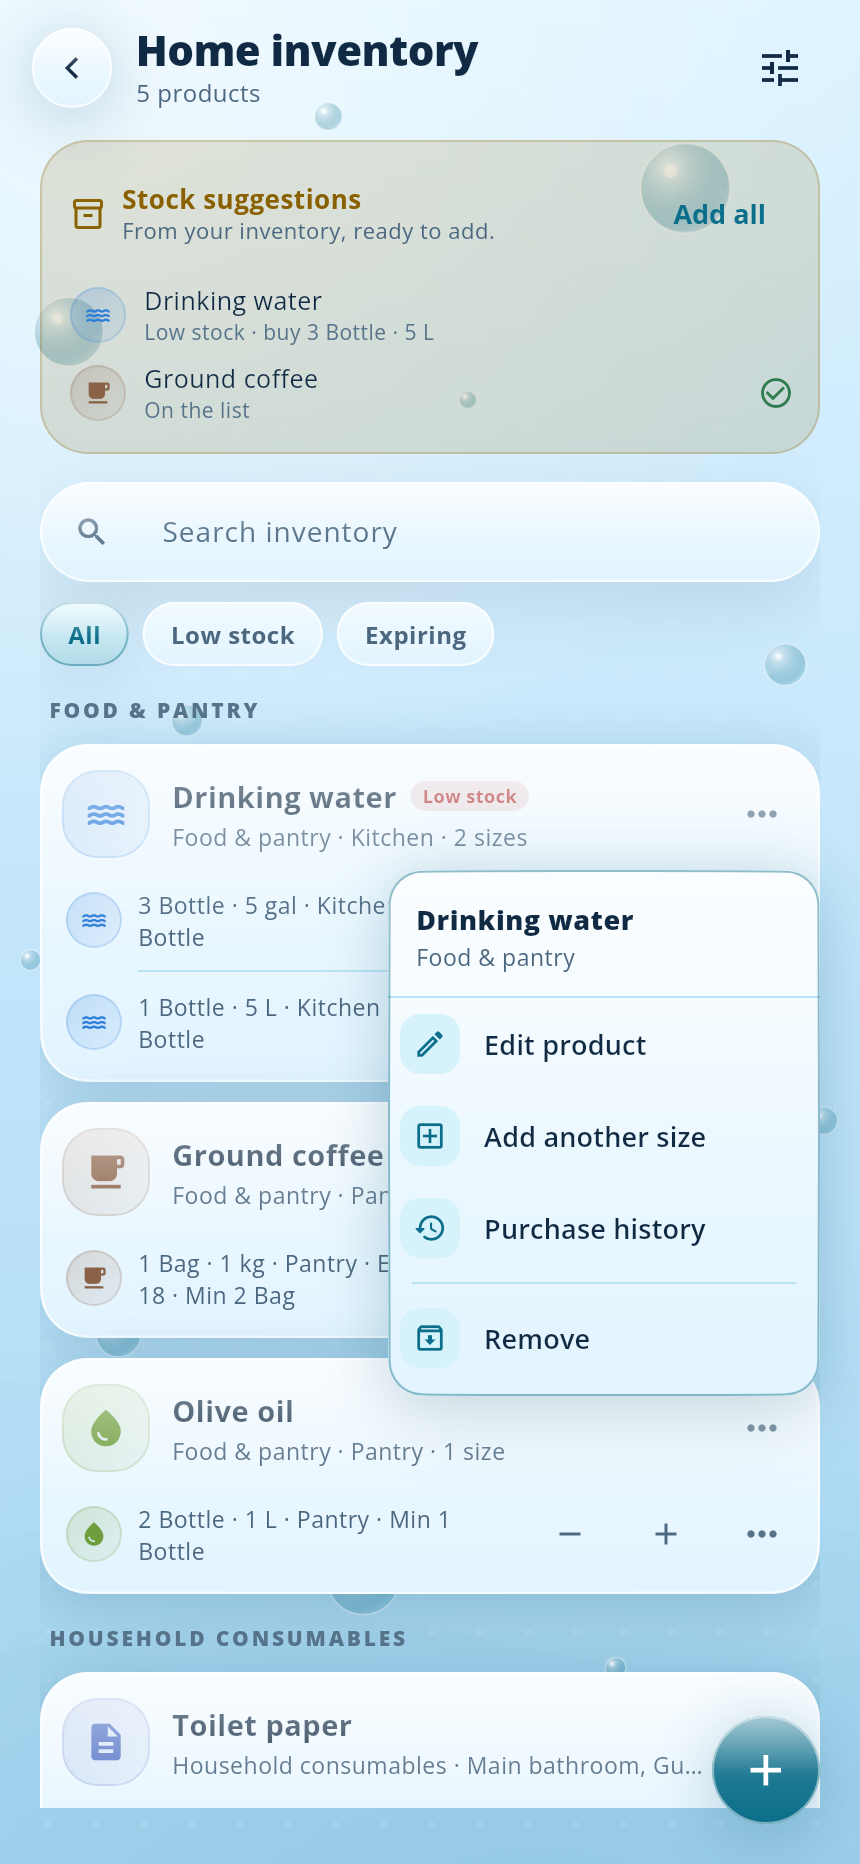 Home inventory
5 products
Stock suggestions
From your inventory, ready to add.
Add all
Drinking water
Low stock · buy 3 Bottle · 5 L
Ground coffee
On the list
Search inventory
All
Low stock
Expiring
FOOD & PANTRY
Drinking water
Low stock
Food & pantry · Kitchen · 2 sizes
3 Bottle · 5 gal · Kitche
Bottle
1 Bottle · 5 L · Kitchen
Bottle
Drinking water
Food & pantry
Edit product
Add another size
Purchase history
Remove
Ground coffee
Food & pantry · Pan
1 Bag · 1 kg · Pantry · E
18 · Min 2 Bag
Olive oil
Food & pantry · Pantry · 1 size
2 Bottle · 1 L · Pantry · Min 1
Bottle
HOUSEHOLD CONSUMABLES
Toilet paper
Household consumables · Main bathroom, Gu...